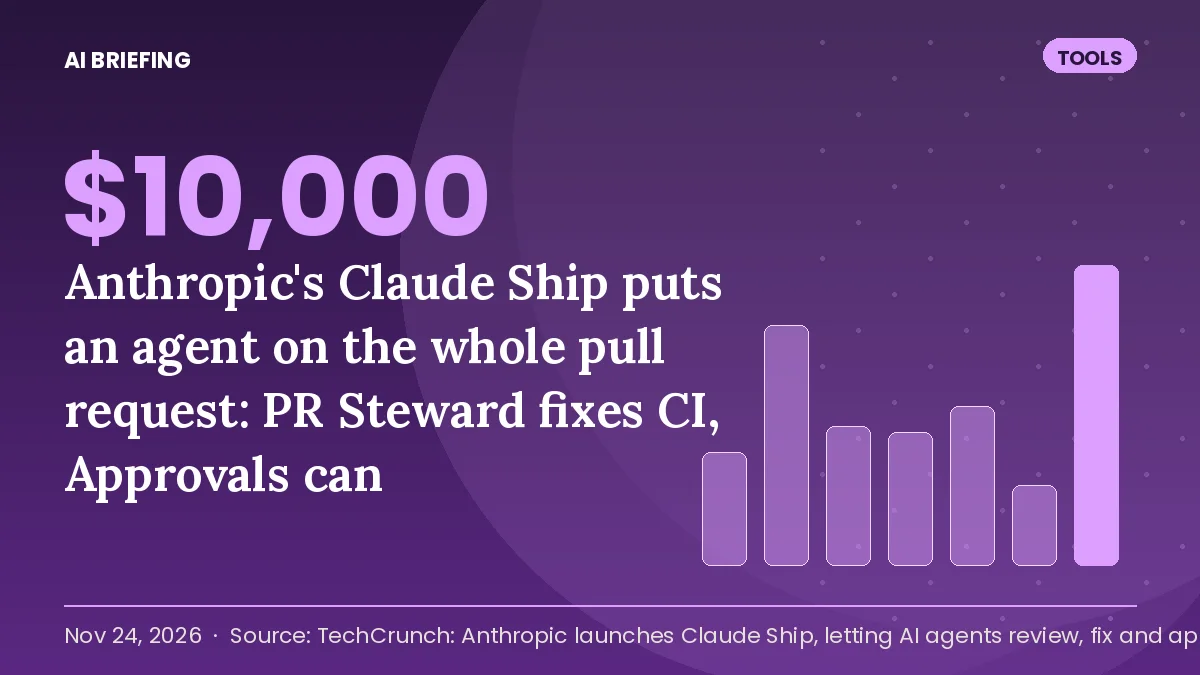 AI BRIEFING
TOOLS
$10,000
Anthropic's Claude Ship puts
an agent on the whole pull
request: PR Steward fixes CI,
Approvals can
Nov 24, 2026 · Source: TechCrunch: Anthropic launches Claude Ship, letting AI agents review, fix and ap